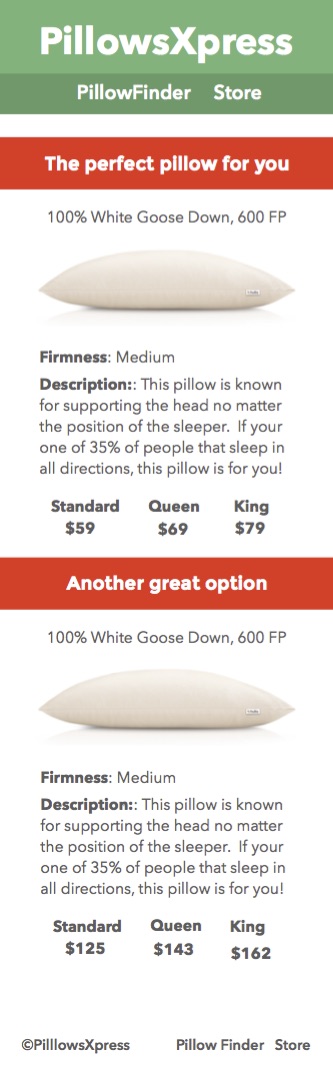 PillowsXpress
PillowFinder Store
The perfect pillow for you
100% White Goose Down, 600 FP
Firmness: Medium
Description:: This pillow is known
for supporting the head no matter
the position of the sleeper. If your
one of 35% of people that sleep in
all directions, this pillow is for you!
Standard Queen King
$59 $69 $79
Another great option
100% White Goose Down, 600 FP
Firmness: Medium
Description:: This pillow is known
for supporting the head no matter
the position of the sleeper. If your
one of 35% of people that sleep in
all directions, this pillow is for you!
Standard Queen King
$125 $143 $162
©PilllowsXpress Pillow Finder Store